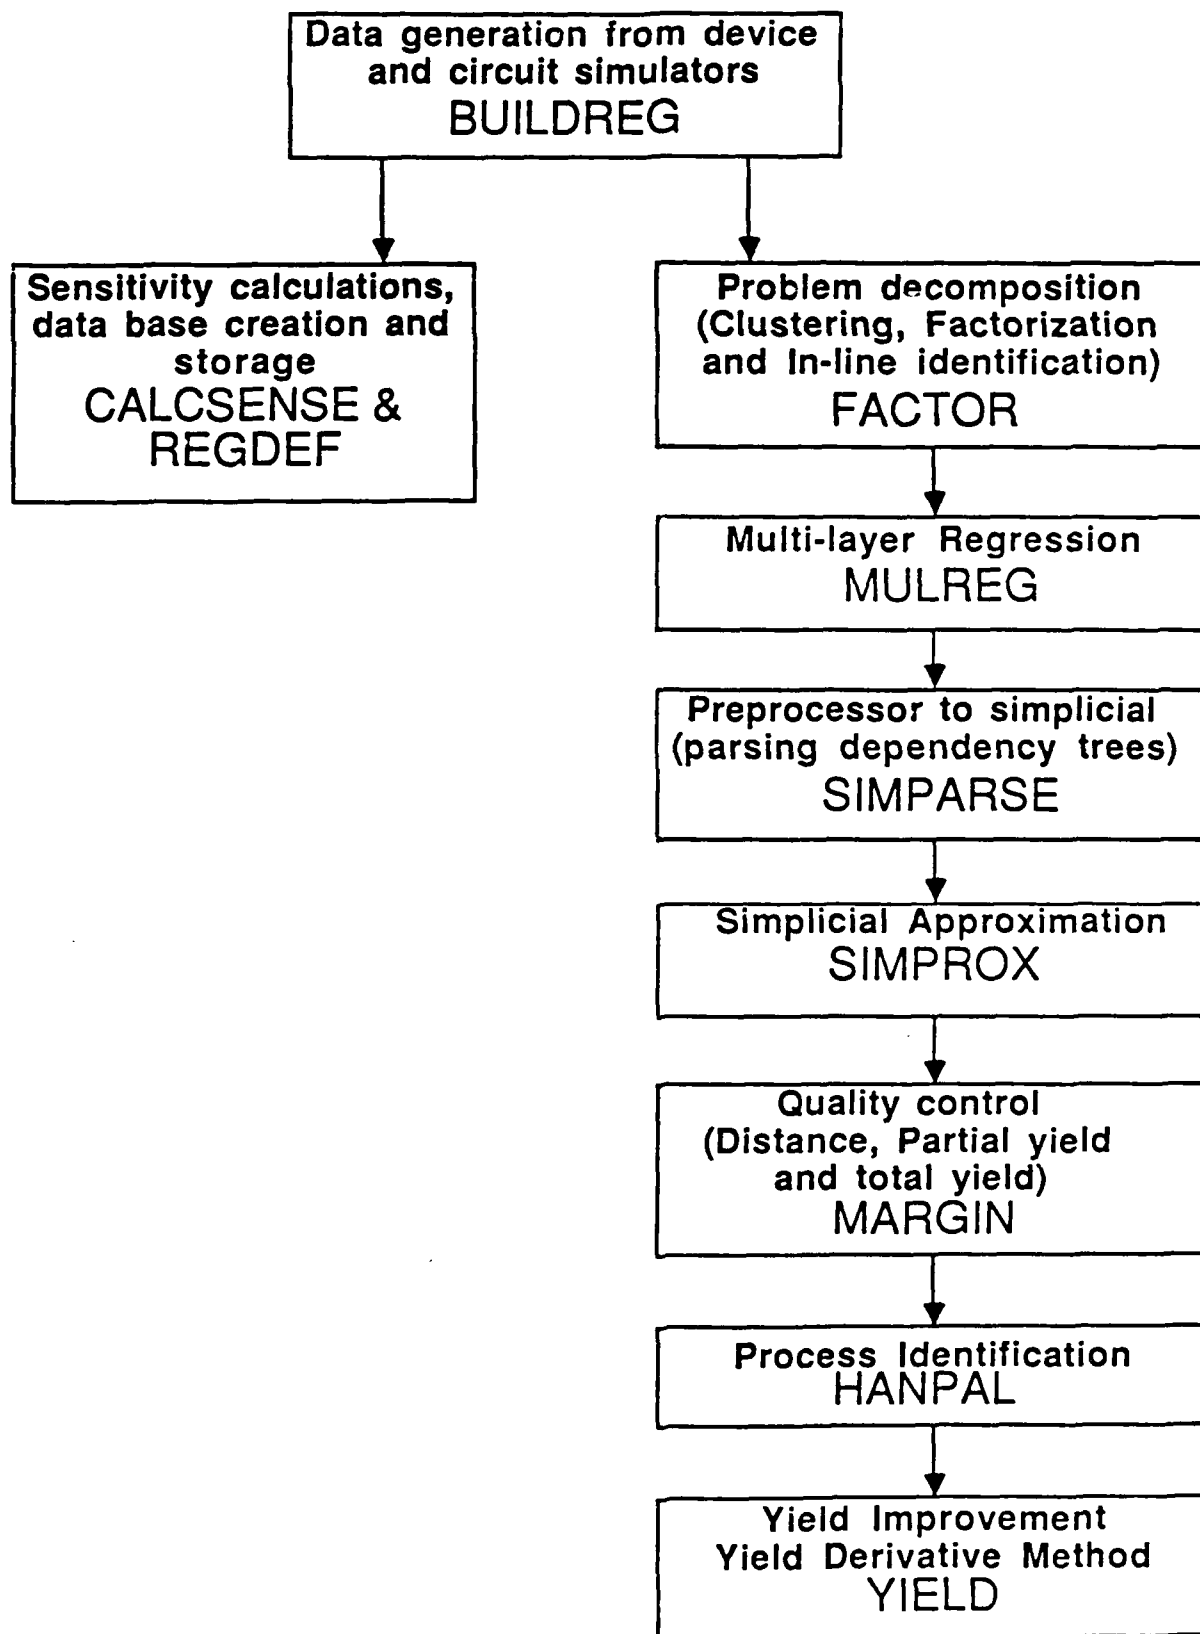 Data generation from device
and circuit simulators
BUILDREG
Sensitivity calculations,
data base creation and
storage
CALCSENSE &
REGDEF
Problem decomposition
(Clustering, Factorization
and In-line identification)
FACTOR
Multi-layer Regression
MULREG
Preprocessor to simplicial
(parsing dependency trees)
SIMPARSE
Simplicial Approximation
SIMPROX
Quality control
(Distance, Partial yield
and total yield)
MARGIN
Process Identification
HANPAL
Yield Improvement
Yield Derivative Method
YIELD